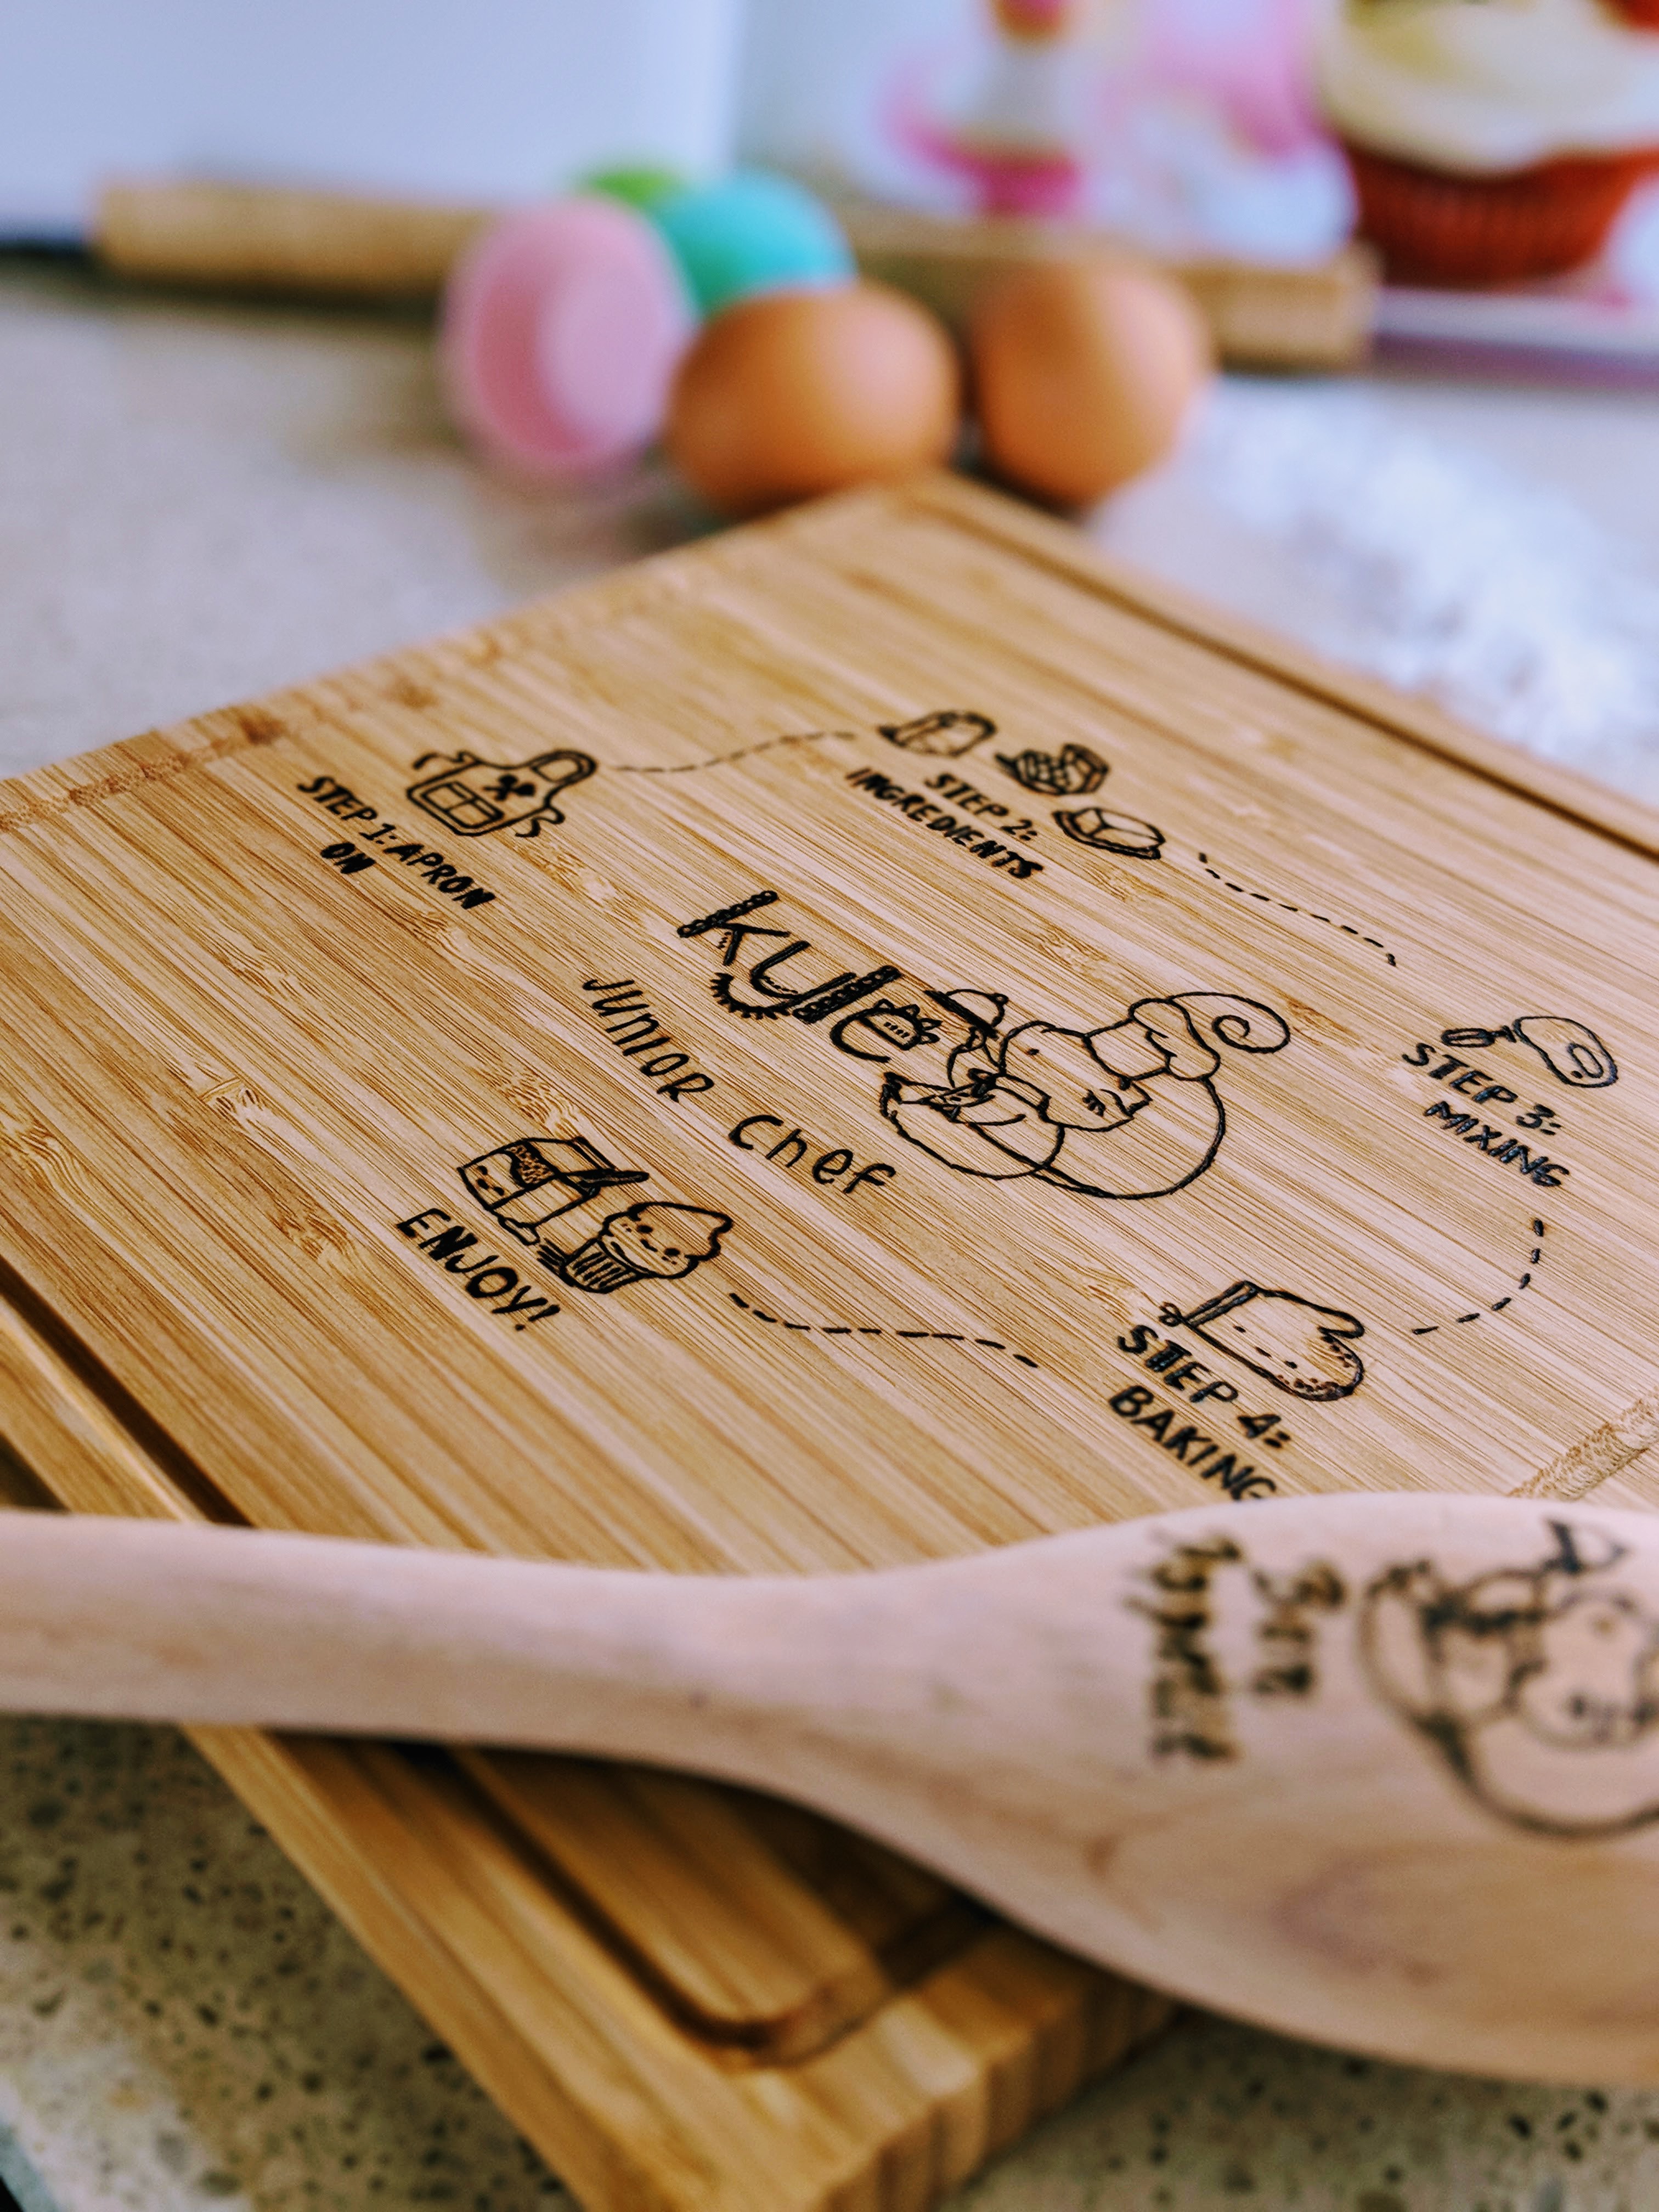 STEP 1: APRON
ON
STEP 2:
INGREDIENTS
Kyle
JUNIOR Chef
STEP 3:
MIXING
STEP 4:
BAKING
ENJOY!